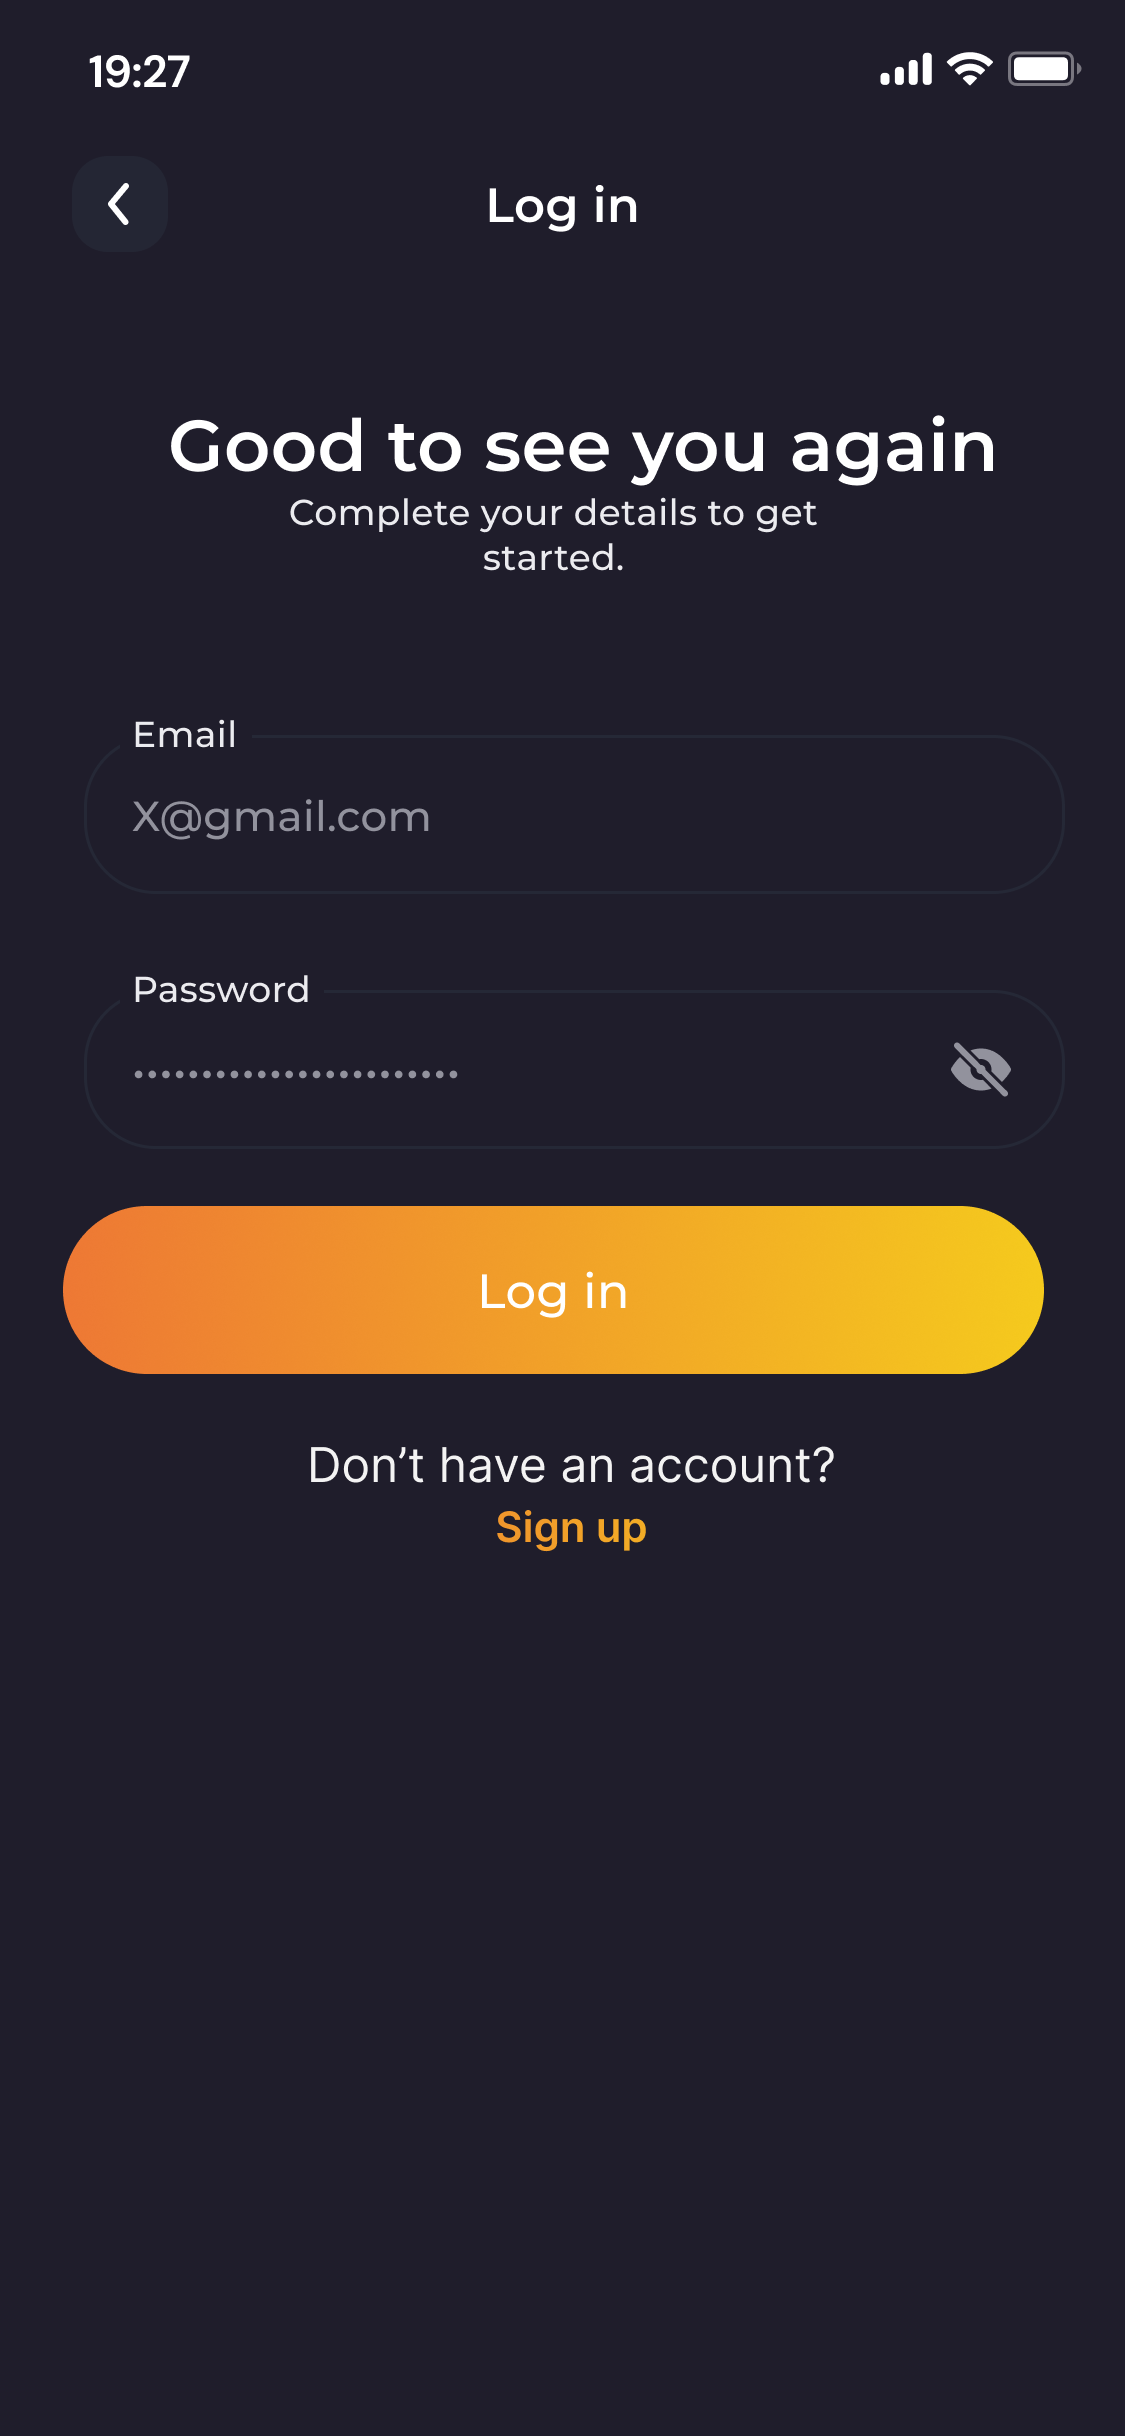 19:27
Log in
Good to see you again
Complete your details to get
started.
Email
X@gmail.com
Password
••••••••••••••••••••••••
Log in
Don’t have an account?
Sign up